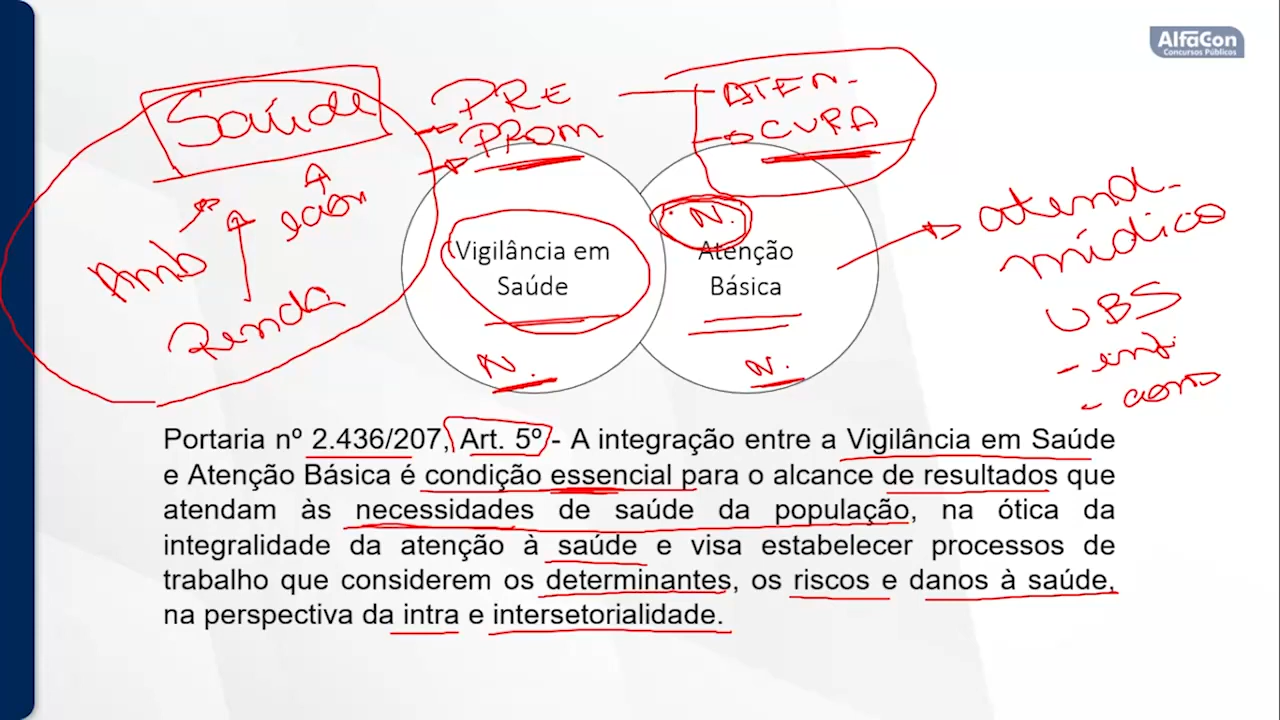 AlfaCon
Concursos Públicos
Saúde
PRE
PROM
ATEN.
CURA
Amb
Renda
N.
Vigilância em
Saúde
Atenção
Básica
N.
N.
atend.
médico
UBS
Portaria nº 2.436/207, Art. 5º - A integração entre a Vigilância em Saúde
e Atenção Básica é condição essencial para o alcance de resultados que
atendam às necessidades de saúde da população, na ótica da
integralidade da atenção à saúde e visa estabelecer processos de
trabalho que considerem os determinantes, os riscos e danos à saúde,
na perspectiva da intra e intersetorialidade.